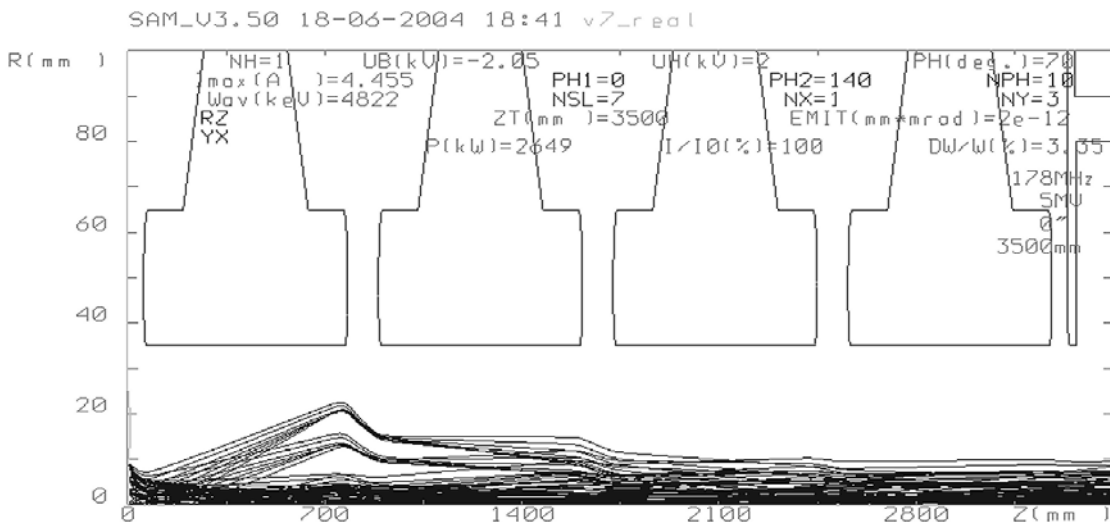 SAM_V3.50 18-06-2004 18:41 v7_real
R(mm )
NH=1 UB(kV)=-2.05 UH(kV)=2 PH(deg.)=70
max(A )=4.455 PH1=0 PH2=140 NPH=10
Wav(keV)=4822 NSL=7 NX=1 NY=3
RZ ZT(mm )=3500 EMIT(mm*mrad)=2e-12
YX
P(kW)=2649 I/I0(%)=100 DW/W(%)=3.35
178MHz
5MV
0"
3500mm
80
60
40
20
0
0 700 1400 2100 2800 Z(mm )